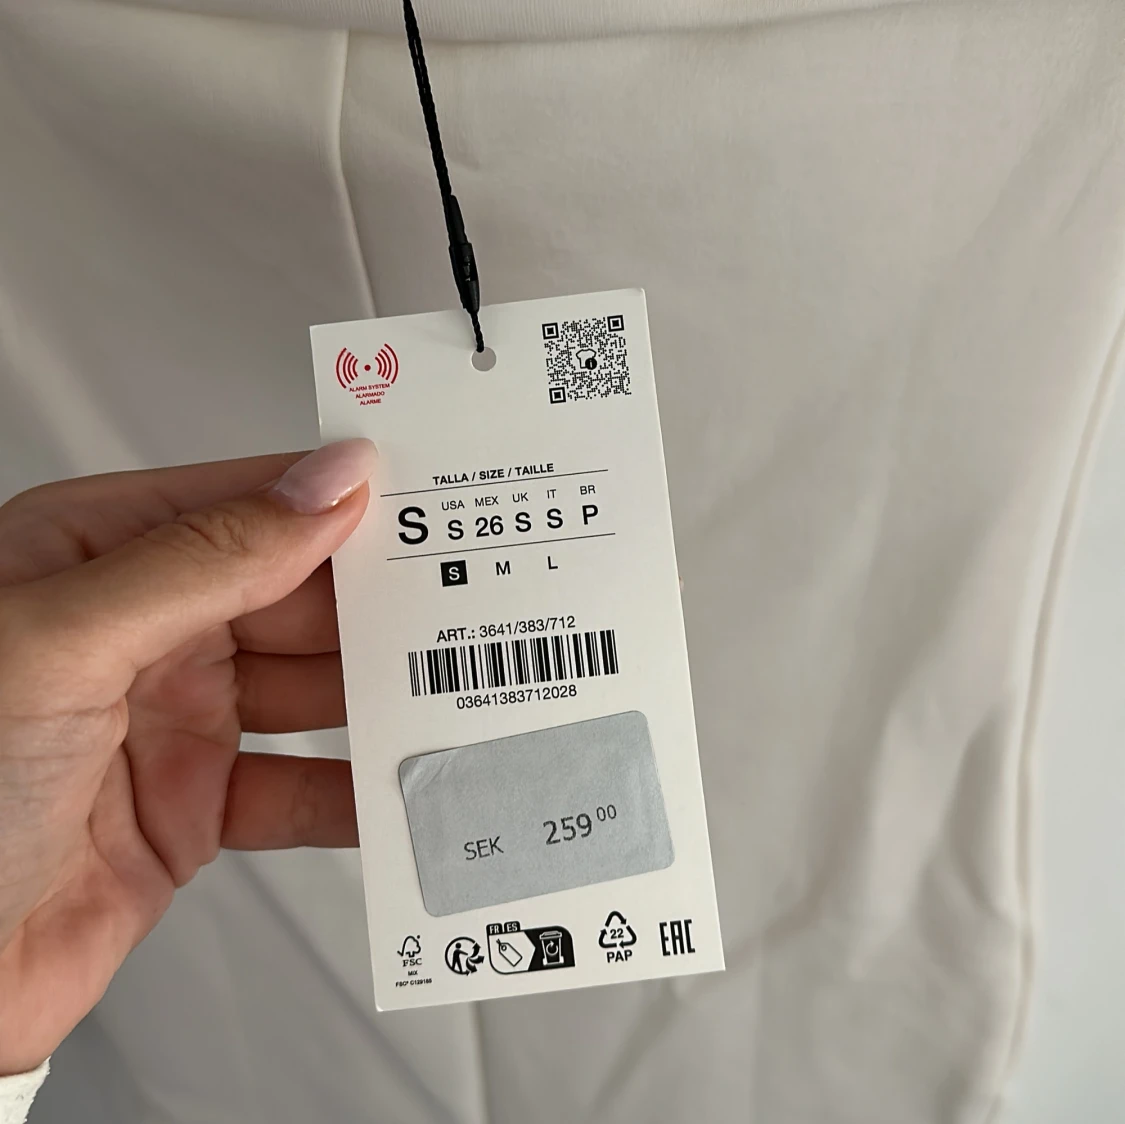 ALARM SYSTEM
ALARMADO
ALARME
TALLA / SIZE / TAILLE
USA MEX UK IT BR
S S 26 S S P
S M L
ART.: 3641/383/712
03641383712028
SEK 259 00
FR ES
FSC
MIX
22
PAP
EAC